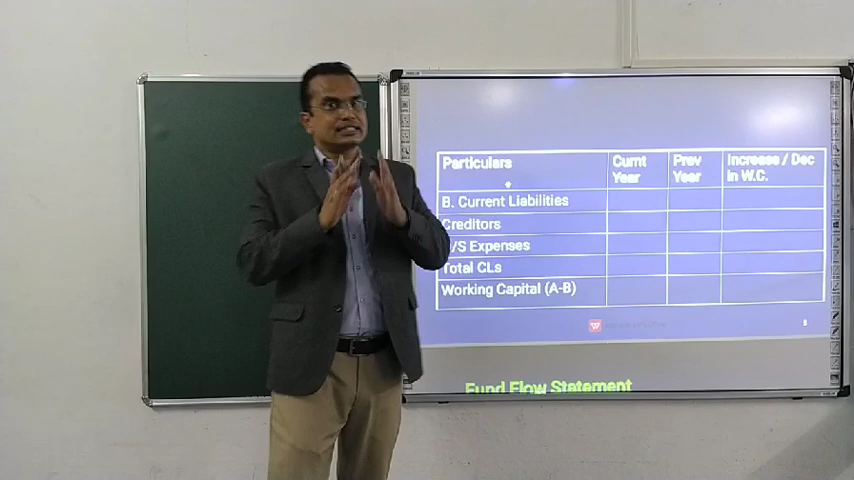 Particulars
Curnt Year
Prev Year
Increase / Dec In W.C.
B. Current Liabilities
Creditors
/S Expenses
Total CLs
Working Capital (A-B)
8
Fund Flow Statement